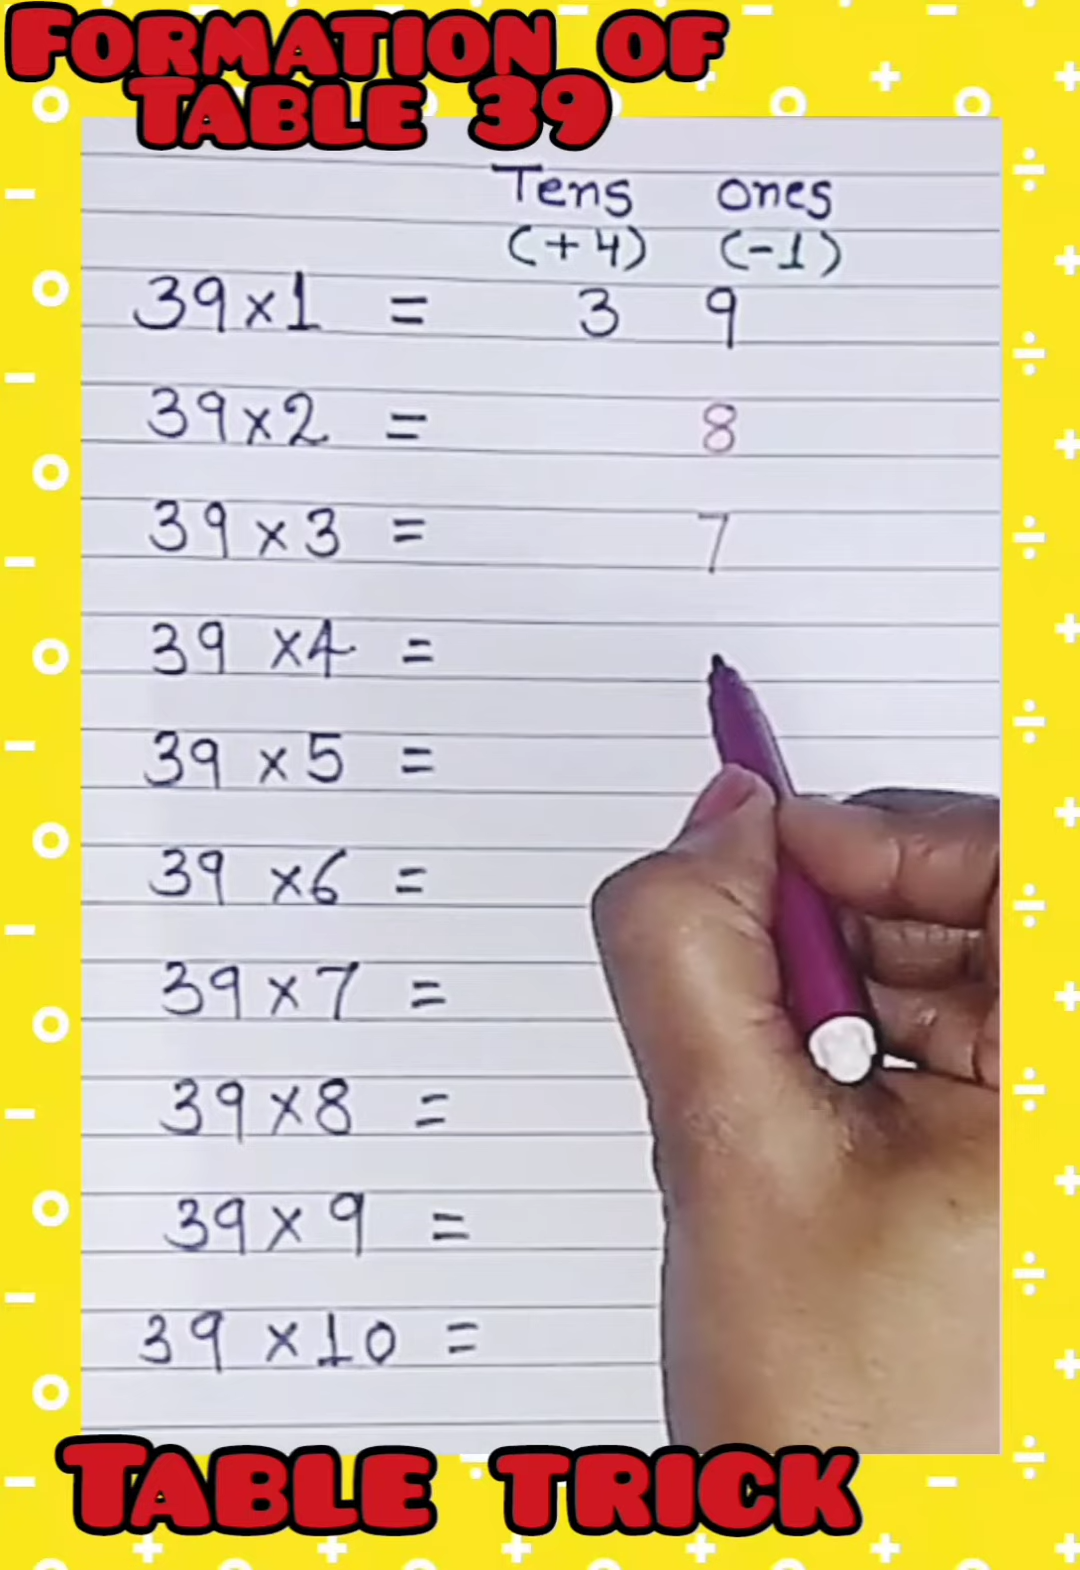 FORMATION OF
TABLE 39
Tens ones
(+4) (-1)
39×1 = 3 9
39×2 = 8
39×3 = 7
39×4 =
39×5 =
39×6 =
39×7 =
39×8 =
39×9 =
39×10 =
TABLE TRICK